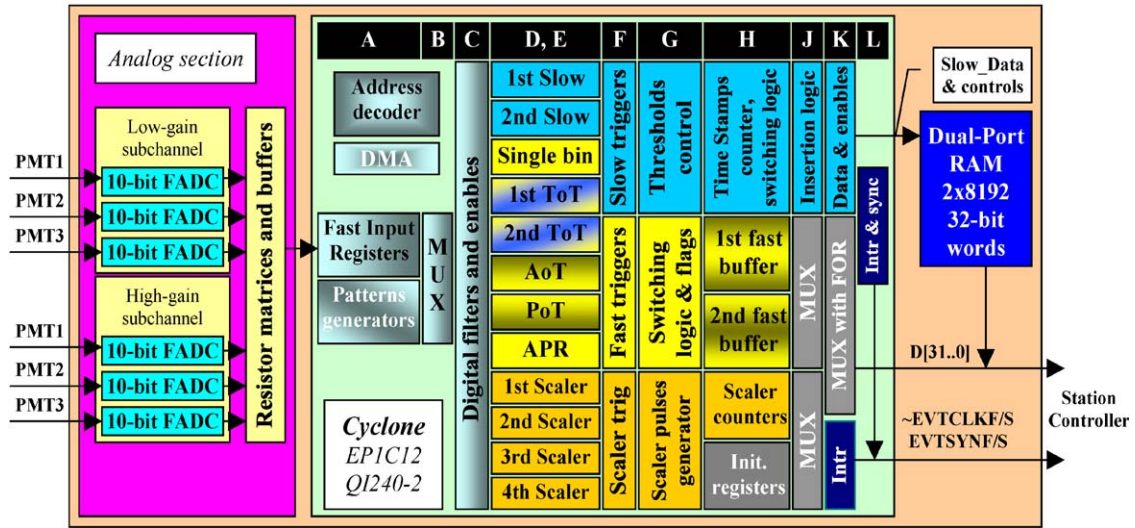 Analog section
Low-gain
subchannel
PMT1
10-bit FADC
PMT2
10-bit FADC
PMT3
10-bit FADC
High-gain
subchannel
PMT1
10-bit FADC
PMT2
10-bit FADC
PMT3
10-bit FADC
Resistor matrices and buffers
A
B
C
D, E
F
G
H
J
K
L
Address
decoder
DMA
Fast Input
Registers
Patterns
generators
MUX
Cyclone
EP1C12
QI240-2
Digital filters and enables
1st Slow
2nd Slow
Single bin
1st ToT
2nd ToT
AoT
PoT
APR
1st Scaler
2nd Scaler
3rd Scaler
4th Scaler
Slow triggers
Fast triggers
Scaler trig
Thresholds
control
Switching
logic & flags
Scaler pulses
generator
Time Stamps
counter,
switching logic
1st fast
buffer
2nd fast
buffer
Scaler
counters
Init.
registers
Insertion logic
MUX
MUX
Data & enables
MUX with FOR
Intr
Intr & sync
Slow_Data
& controls
Dual-Port
RAM
2x8192
32-bit
words
D[31..0]
Station
Controller
~EVTCLKF/S
EVTSYNF/S